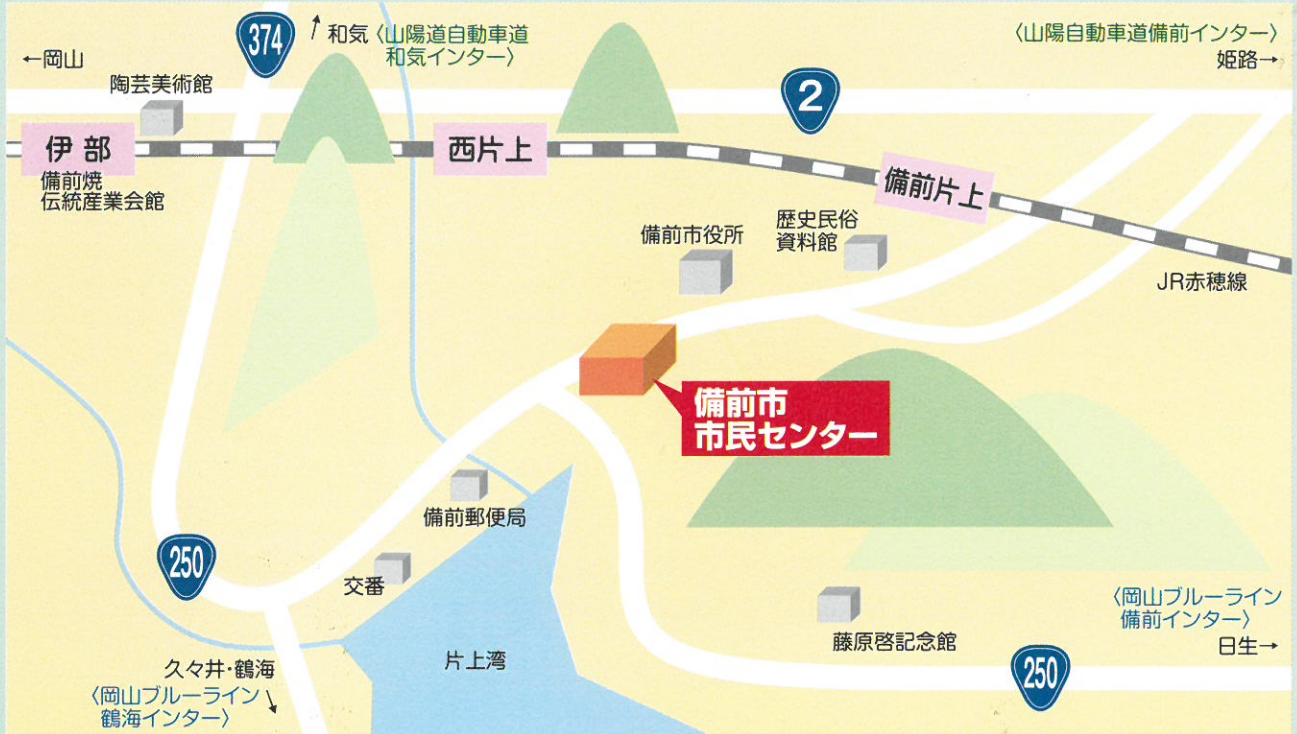 374
↑和気〈山陽道自動車道
和気インター〉
〈山陽自動車道備前インター〉
←岡山
姫路→
陶芸美術館
2
伊部
西片上
備前片上
備前焼
伝統産業会館
備前市役所
歴史民俗
資料館
JR赤穂線
備前市
市民センター
備前郵便局
250
交番
藤原啓記念館
〈岡山ブルーライン
備前インター〉
日生→
片上湾
250
久々井・鶴海
〈岡山ブルーライン
鶴海インター〉↘